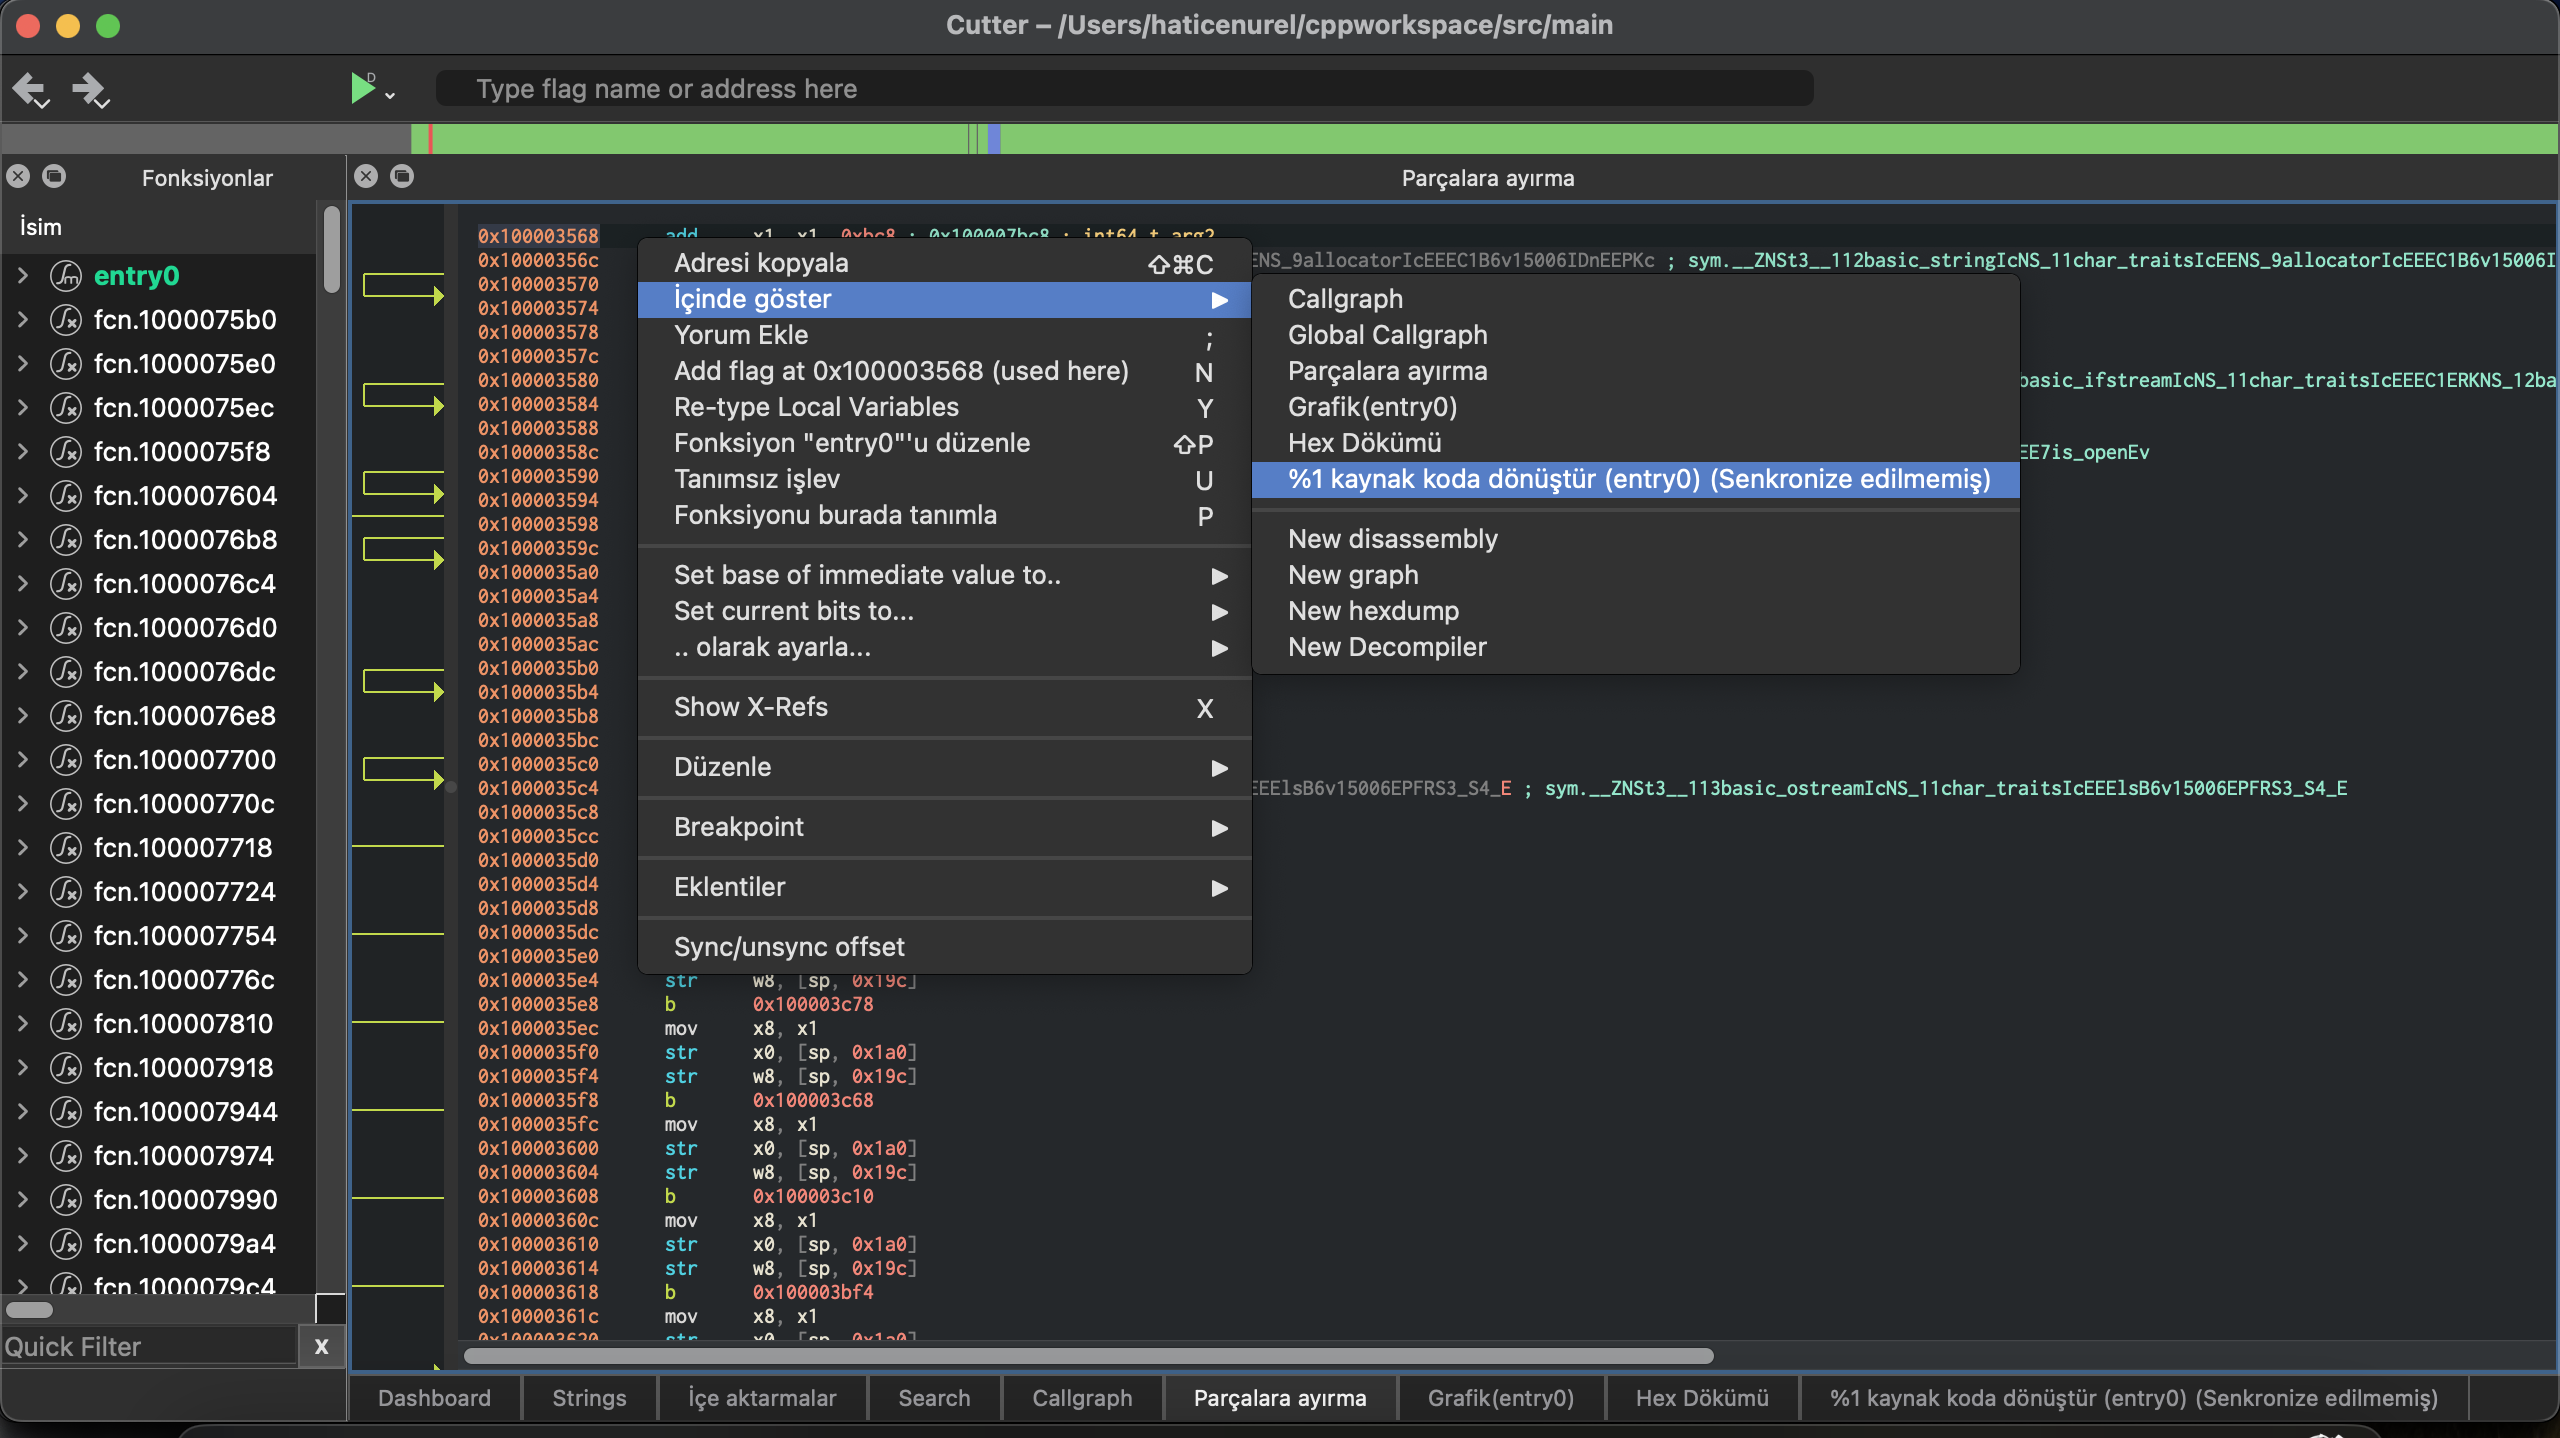 Cutter – /Users/haticenurel/cppworkspace/src/main
D
Type flag name or address here
Fonksiyonlar
İsim
entry0
fcn.1000075b0
fcn.1000075e0
fcn.1000075ec
fcn.1000075f8
fcn.100007604
fcn.1000076b8
fcn.1000076c4
fcn.1000076d0
fcn.1000076dc
fcn.1000076e8
fcn.100007700
fcn.10000770c
fcn.100007718
fcn.100007724
fcn.100007754
fcn.10000776c
fcn.100007810
fcn.100007918
fcn.100007944
fcn.100007974
fcn.100007990
fcn.1000079a4
fcn.1000079c4
Quick Filter X
Parçalara ayırma
0x100003568 add x1, x1, 0xbc8 ; 0x100007bc8 ; int64_t arg2
0x10000356c ENS_9allocatorIcEEEC1B6v15006IDnEEPKc ; sym.__ZNSt3__112basic_stringIcNS_11char_traitsIcEENS_9allocatorIcEEEC1B6v15006I
0x100003570
0x100003574
0x100003578
0x10000357c
0x100003580 basic_ifstreamIcNS_11char_traitsIcEEEC1ERKNS_12ba
0x100003584
0x100003588
0x10000358c EE7is_openEv
0x100003590
0x100003594
0x100003598
0x10000359c
0x1000035a0
0x1000035a4
0x1000035a8
0x1000035ac
0x1000035b0
0x1000035b4
0x1000035b8
0x1000035bc
0x1000035c0
0x1000035c4 EEElsB6v15006EPFRS3_S4_E ; sym.__ZNSt3__113basic_ostreamIcNS_11char_traitsIcEEElsB6v15006EPFRS3_S4_E
0x1000035c8
0x1000035cc
0x1000035d0
0x1000035d4
0x1000035d8
0x1000035dc
0x1000035e0
0x1000035e4 str w8, [sp, 0x19c]
0x1000035e8 b 0x100003c78
0x1000035ec mov x8, x1
0x1000035f0 str x0, [sp, 0x1a0]
0x1000035f4 str w8, [sp, 0x19c]
0x1000035f8 b 0x100003c68
0x1000035fc mov x8, x1
0x100003600 str x0, [sp, 0x1a0]
0x100003604 str w8, [sp, 0x19c]
0x100003608 b 0x100003c10
0x10000360c mov x8, x1
0x100003610 str x0, [sp, 0x1a0]
0x100003614 str w8, [sp, 0x19c]
0x100003618 b 0x100003bf4
0x10000361c mov x8, x1
0x100003620 str x0, [sp, 0x1a0]
Adresi kopyala ⇧⌘C
İçinde göster ▶
Yorum Ekle ;
Add flag at 0x100003568 (used here) N
Re-type Local Variables Y
Fonksiyon "entry0"'u düzenle ⇧P
Tanımsız işlev U
Fonksiyonu burada tanımla P
Set base of immediate value to.. ▶
Set current bits to... ▶
.. olarak ayarla... ▶
Show X-Refs X
Düzenle ▶
Breakpoint ▶
Eklentiler ▶
Sync/unsync offset
Callgraph
Global Callgraph
Parçalara ayırma
Grafik(entry0)
Hex Dökümü
%1 kaynak koda dönüştür (entry0) (Senkronize edilmemiş)
New disassembly
New graph
New hexdump
New Decompiler
Dashboard Strings İçe aktarmalar Search Callgraph Parçalara ayırma Grafik(entry0) Hex Dökümü %1 kaynak koda dönüştür (entry0) (Senkronize edilmemiş)